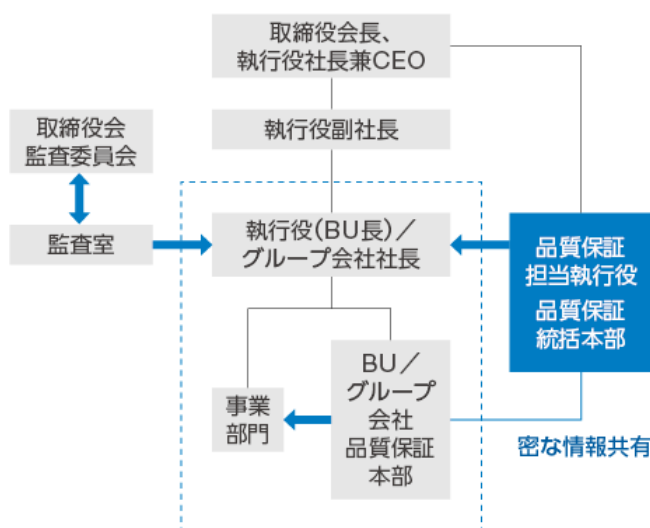 取締役会長、
執行役社長兼CEO
執行役副社長
取締役会
監査委員会
監査室
執行役(BU長)／
グループ会社社長
品質保証
担当執行役
品質保証
統括本部
事業
部門
BU／
グループ
会社
品質保証
本部
密な情報共有